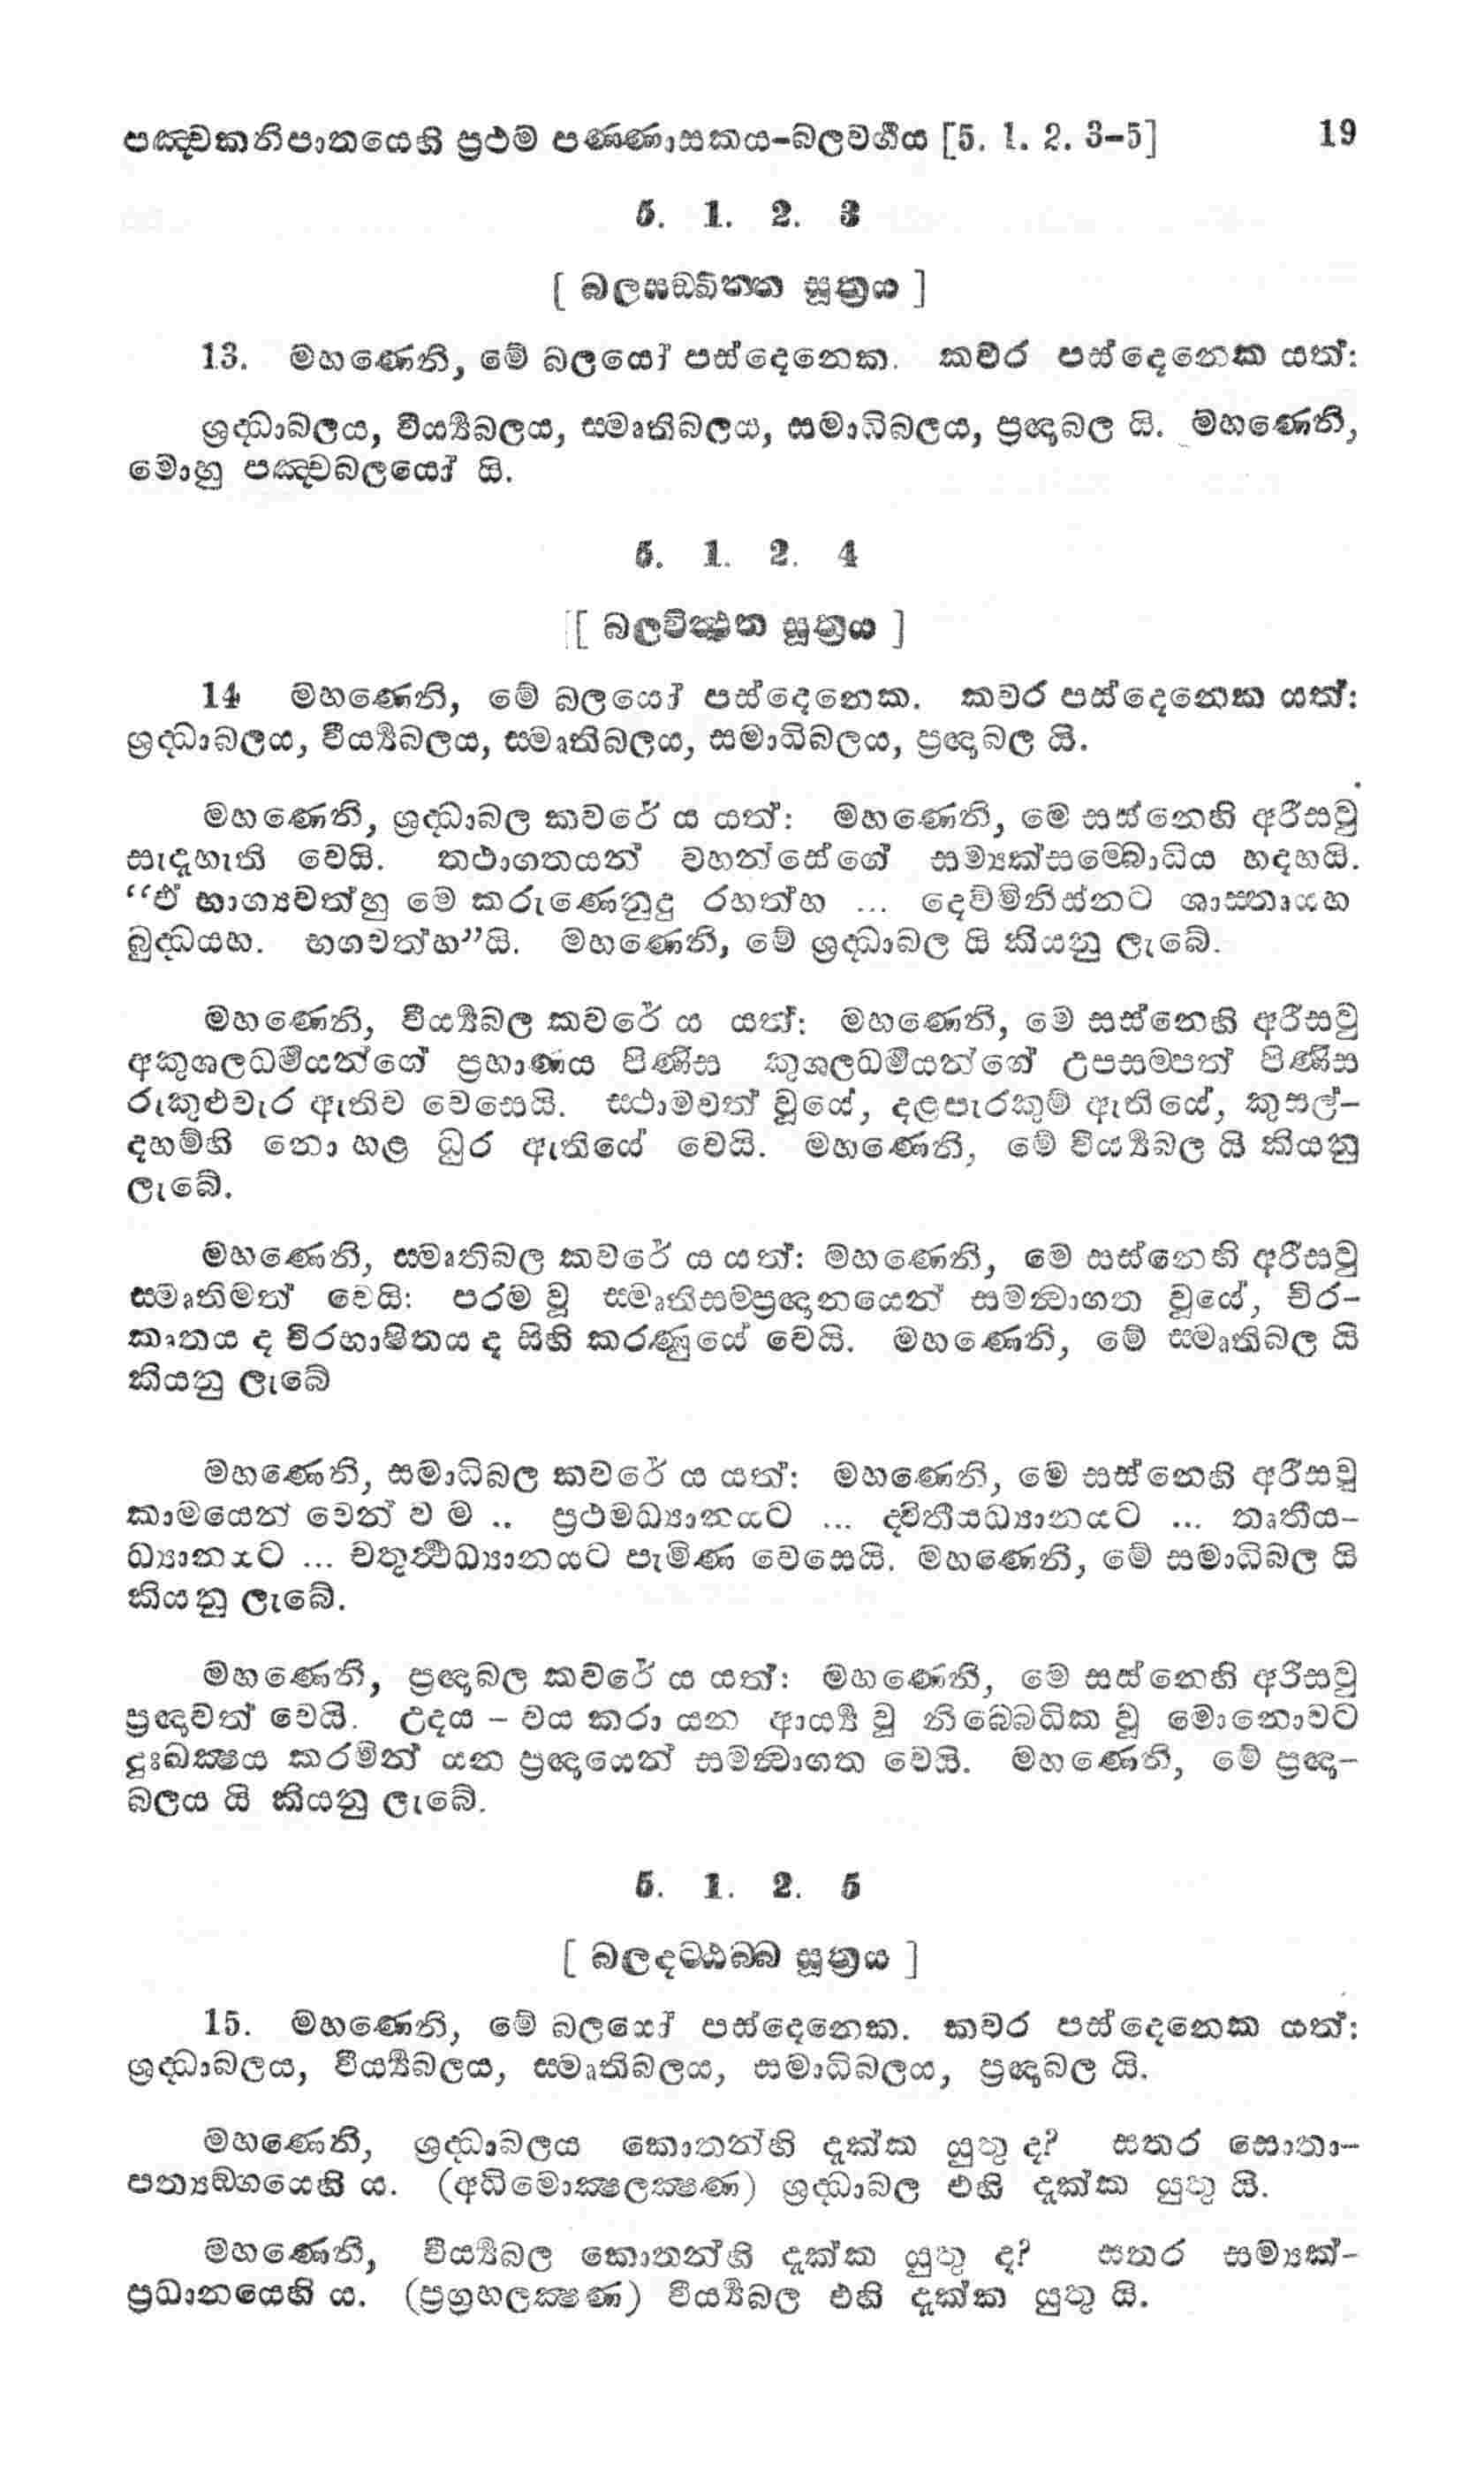 පඤ්චකනිපාතයෙහි ප්‍රථම පණ්ණාසකය-බලවර්‍ගය [5. 1. 2. 3-5] 19
5. 1. 2. 3
[ බලසඞ්ඛිත්ත සූත්‍රය ]
13. මහණෙනි, මේ බලයෝ පස්දෙනෙක. කවර පස්දෙනෙක යත්:
ශ්‍රද්ධාබලය, වීර්‍ය්‍යබලය, ස්මෘතිබලය, සමාධිබලය, ප්‍රඥාබල යි. මහණෙනි,
මොහු පඤ්චබලයෝ යි.
5. 1. 2. 4
[ බලවිත්‍ථත සූත්‍රය ]
14 මහණෙනි, මේ බලයෝ පස්දෙනෙක. කවර පස්දෙනෙක යත්:
ශ්‍රද්ධාබලය, වීර්‍ය්‍යබලය, ස්මෘතිබලය, සමාධිබලය, ප්‍රඥාබල යි.
මහණෙනි, ශ්‍රද්ධාබල කවරේ ය යත්: මහණෙනි, මෙ සස්නෙහි අරිසවු
සැදැහැති වෙයි. තථාගතයන් වහන්සේගේ සම්‍යක්සම්බොධිය හදහයි.
“ඒ භාග්‍යවත්හු මෙ කරුණෙනුදු රහත්හ ... දෙව්මිනිස්නට ශාස්තෘයහ
බුද්ධයහ. භගවත්හ”යි. මහණෙනි, මේ ශ්‍රද්ධාබල යි කියනු ලැබේ.
මහණෙනි, වීර්‍ය්‍යබල කවරේ ය යත්: මහණෙනි, මෙ සස්නෙහි අරිසවු
අකුශලධර්‍මයන්ගේ ප්‍රහාණය පිණිස කුශලධර්‍මයන්ගේ උපසම්පත් පිණිස
රුකුළුවැර ඇතිව වෙසෙයි. ස්ථාමවත් වූයේ, දළපැරකුම් ඇතියේ, කුසල්-
දහම්හි නො හළ ධුර ඇතියේ වෙයි. මහණෙනි, මේ වීර්‍ය්‍යබල යි කියනු
ලැබේ.
මහණෙනි, ස්මෘතිබල කවරේ ය යත්: මහණෙනි, මෙ සස්නෙහි අරිසවු
ස්මෘතිමත් වෙයි: පරම වූ ස්මෘතිසම්ප්‍රඥානයෙන් සමන්‍වාගත වූයේ, චිර-
කෘතය ද චිරභාෂිතය ද සිහි කරණුයේ වෙයි. මහණෙනි, මේ ස්මෘතිබල යි
කියනු ලැබේ
මහණෙනි, සමාධිබල කවරේ ය යත්: මහණෙනි, මෙ සස්නෙහි අරිසවූ
කාමයෙන් වෙන් ව ම .. ප්‍රථමධ්‍යානයට ... ද්විතීයධ්‍යානයට ... තෘතීය-
ධ්‍යානයට ... චතුර්‍ත්‍ථධ්‍යානයට පැමිණ වෙසෙයි. මහණෙනි, මේ සමාධිබල යි
කියනු ලැබේ.
මහණෙනි, ප්‍රඥාබල කවරේ ය යත්: මහණෙනි, මෙ සස්නෙහි අරිසවු
ප්‍රඥාවත් වෙයි. උදය - වය කරා යන ආර්‍ය්‍ය වූ නිබ්බෙධික වූ මොනොවට
දුඃඛක්‍ෂය කරමින් යන ප්‍රඥායෙන් සමන්‍වාගත වෙයි. මහණෙනි, මේ ප්‍රඥා-
බලය යි කියනු ලැබේ.
5. 1. 2. 5
[ බලදට්ඨබ්බ සූත්‍රය ]
15. මහණෙනි, මේ බලයෝ පස්දෙනෙක. කවර පස්දෙනෙක යත්:
ශ්‍රද්ධාබලය, වීර්‍ය්‍යබලය, ස්මෘතිබලය, සමාධිබලය, ප්‍රඥාබල යි.
මහණෙනි, ශ්‍රද්ධාබලය කොතන්හි දැක්ක යුතු ද? සතර සොතා-
පත්‍යඞ්ගයෙහි ය. (අධිමොක්‍ෂලක්‍ෂණ) ශ්‍රද්ධාබල එහි දැක්ක යුතු යි.
මහණෙනි, වීර්‍ය්‍යබල කොතන්හි දැක්ක යුතු ද? සතර සම්‍යක්-
ප්‍රධානයෙහි ය. (ප්‍රග්‍රහලක්‍ෂණ) වීර්‍ය්‍යබල එහි දැක්ක යුතු යි.